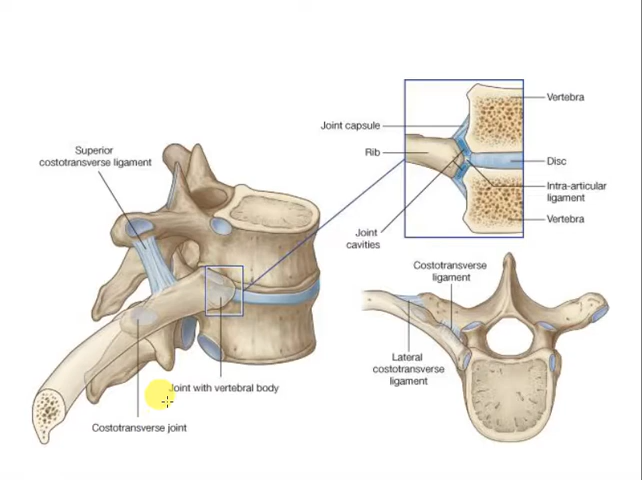 Superior
costotransverse ligament
Joint with vertebral body
Costotransverse joint
Joint capsule
Rib
Joint
cavities
Vertebra
Disc
Intra-articular
ligament
Vertebra
Costotransverse
ligament
Lateral
costotransverse
ligament